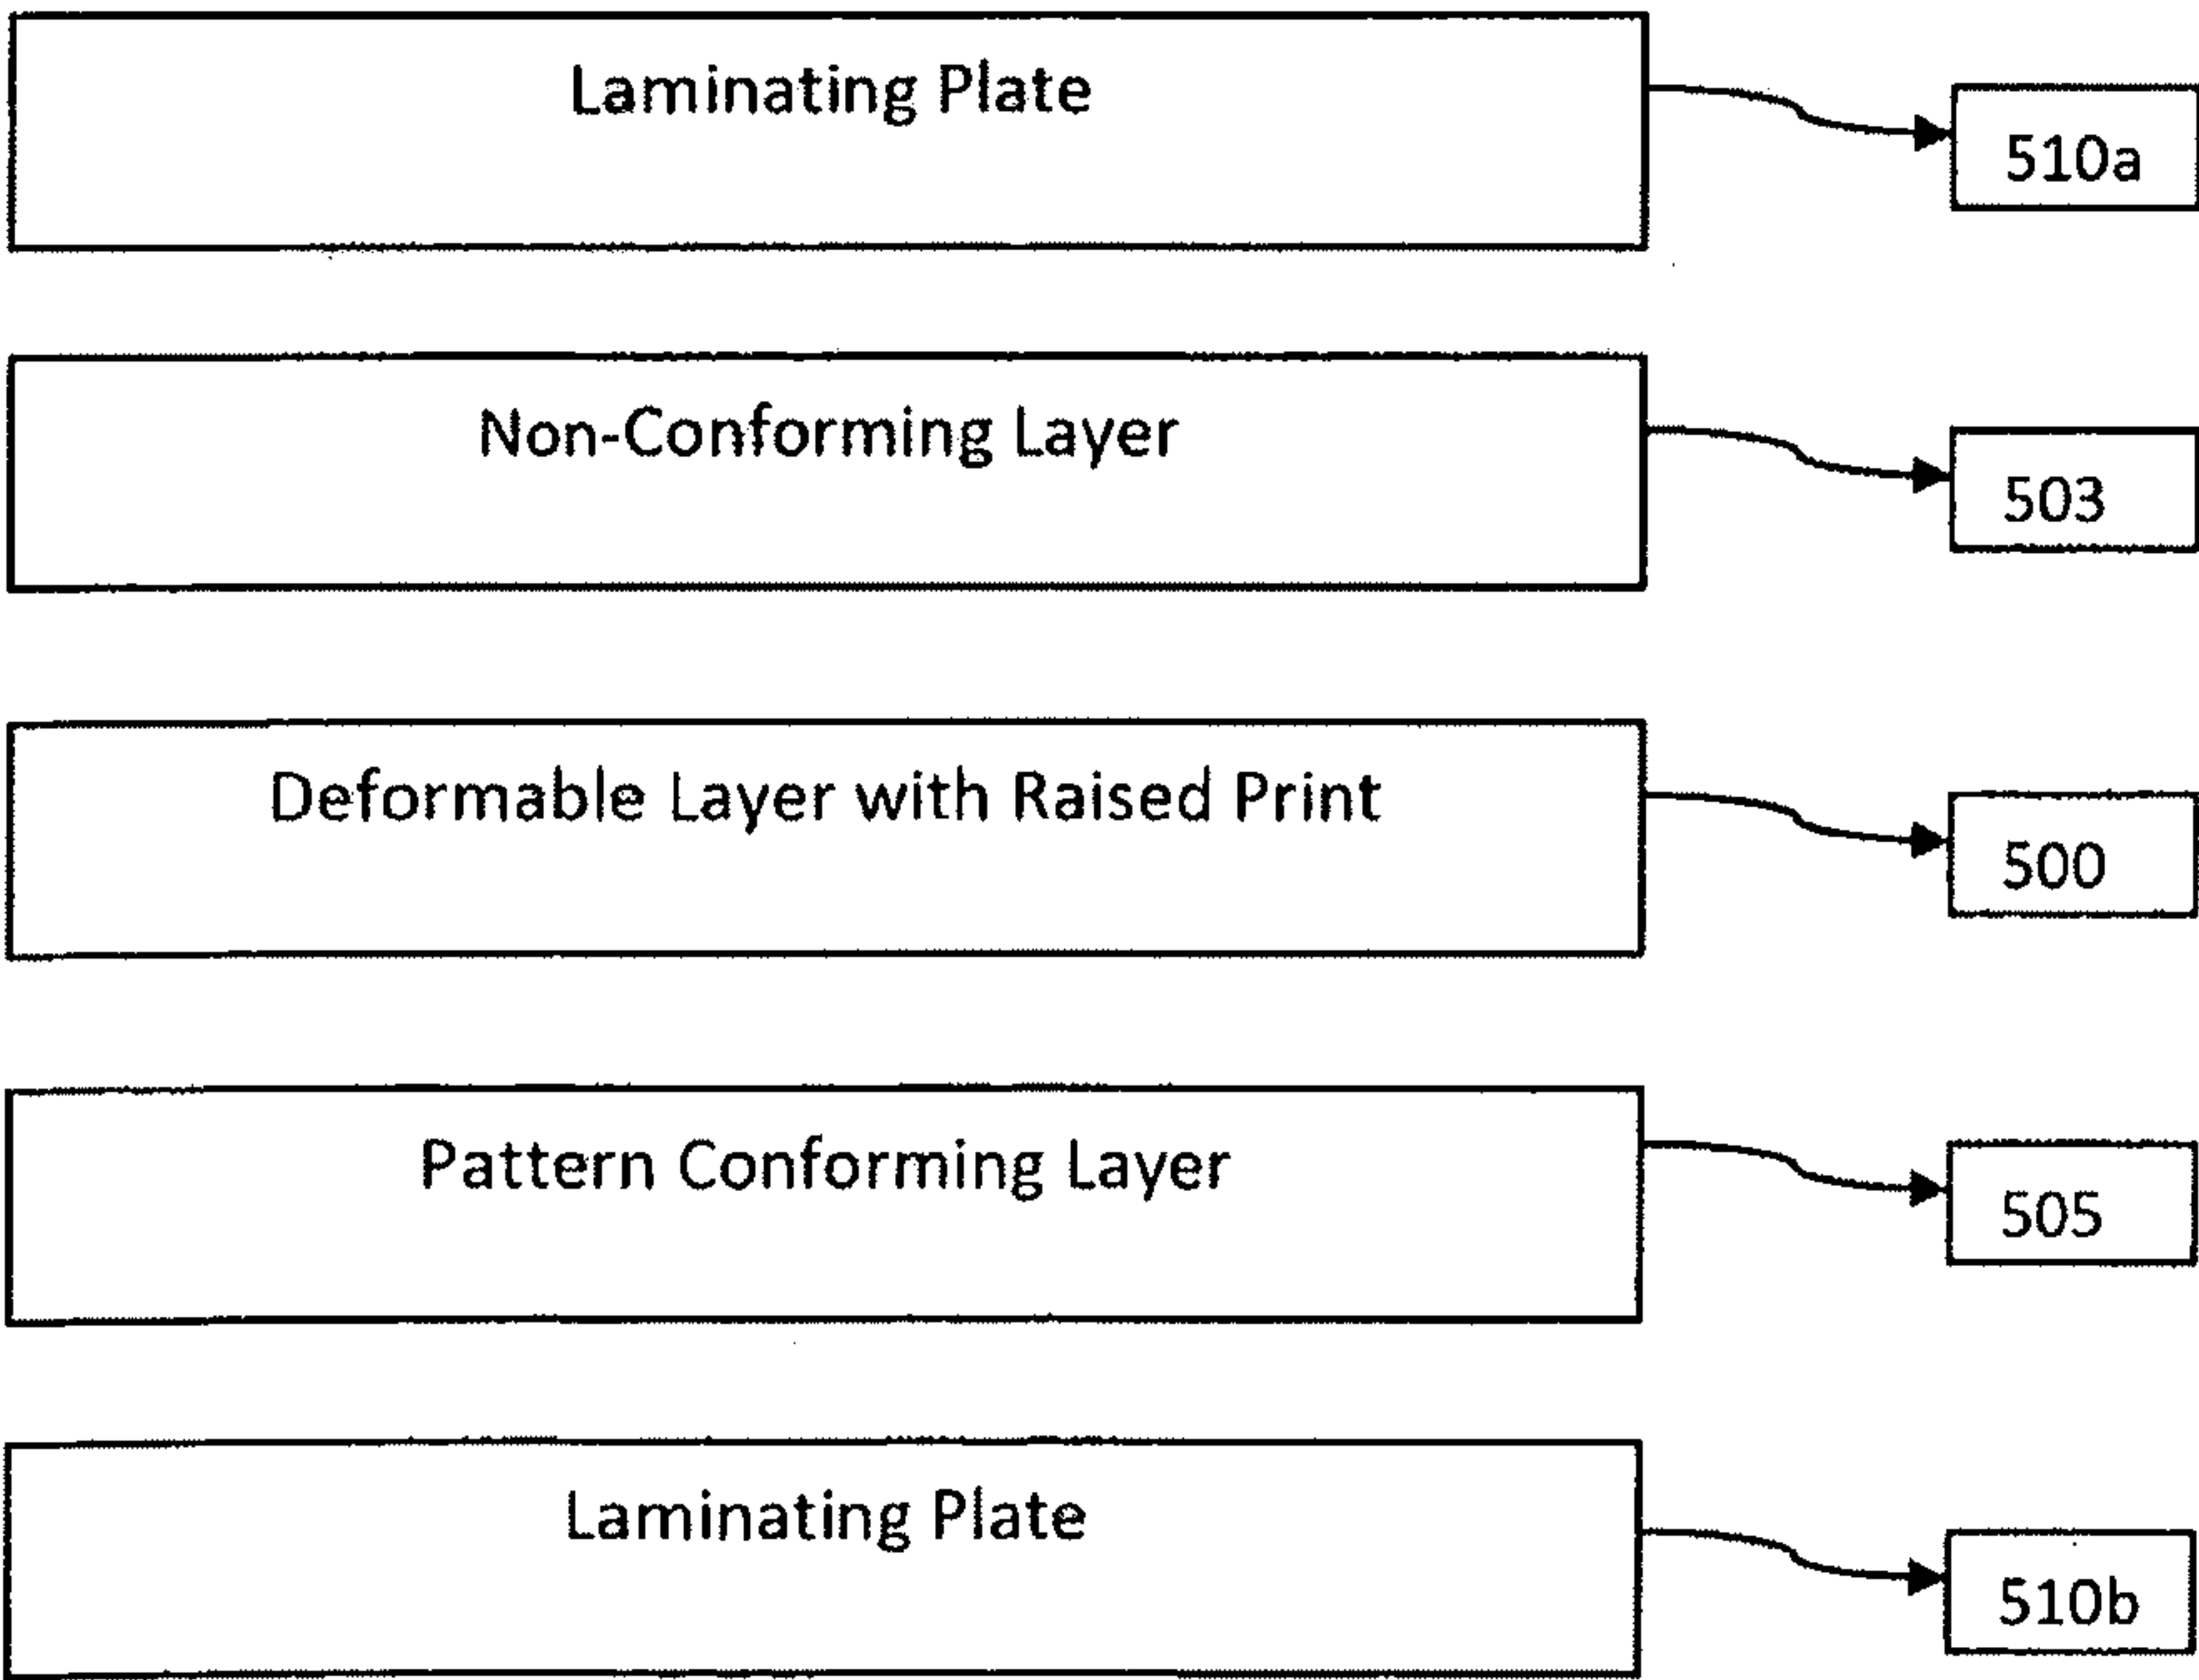 Laminating Plate
510a
Non-Conforming Layer
503
Deformable Layer with Raised Print
500
Pattern Conforming Layer
505
Laminating Plate
510b